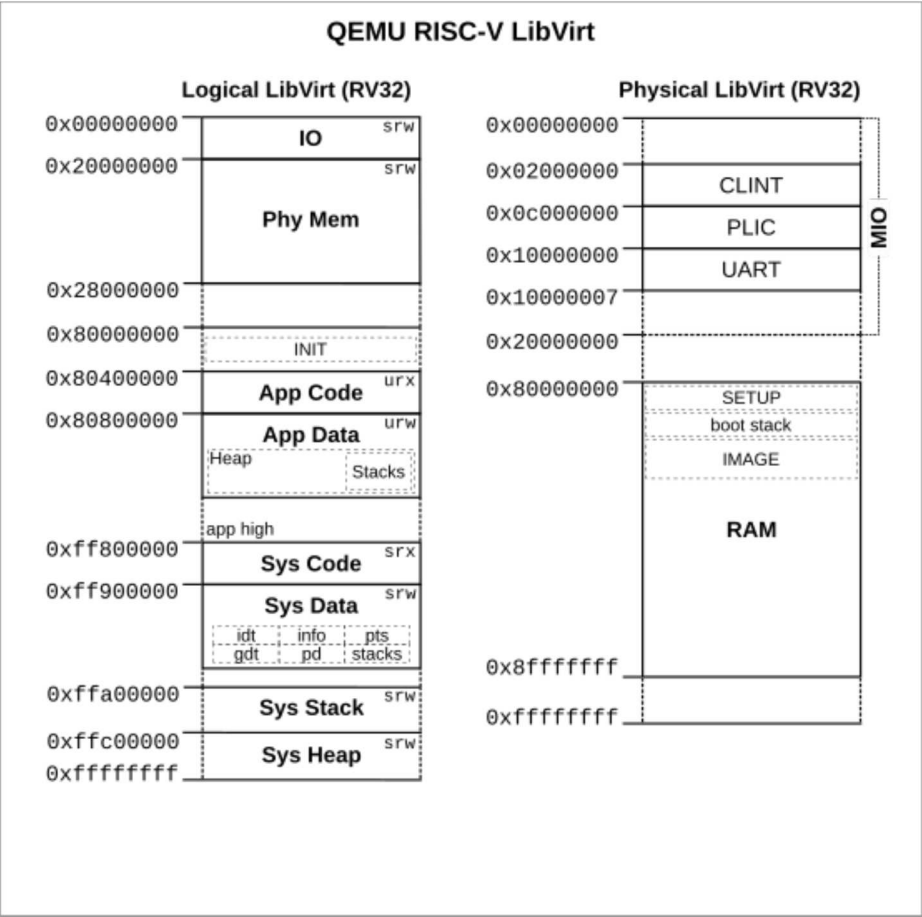 QEMU RISC-V LibVirt
Logical LibVirt (RV32)
0x00000000
IO
srw
0x20000000
srw
Phy Mem
0x28000000
0x80000000
INIT
0x80400000
urx
App Code
0x80800000
urw
App Data
Heap
Stacks
app high
0xff800000
srx
Sys Code
0xff900000
srw
Sys Data
idt info pts
gdt pd stacks
0xffa00000
srw
Sys Stack
0xffc00000
srw
Sys Heap
0xffffffff
Physical LibVirt (RV32)
0x00000000
0x02000000
CLINT
0x0c000000
PLIC
0x10000000
UART
0x10000007
0x20000000
MIO
0x80000000
SETUP
boot stack
IMAGE
RAM
0x8fffffff
0xffffffff